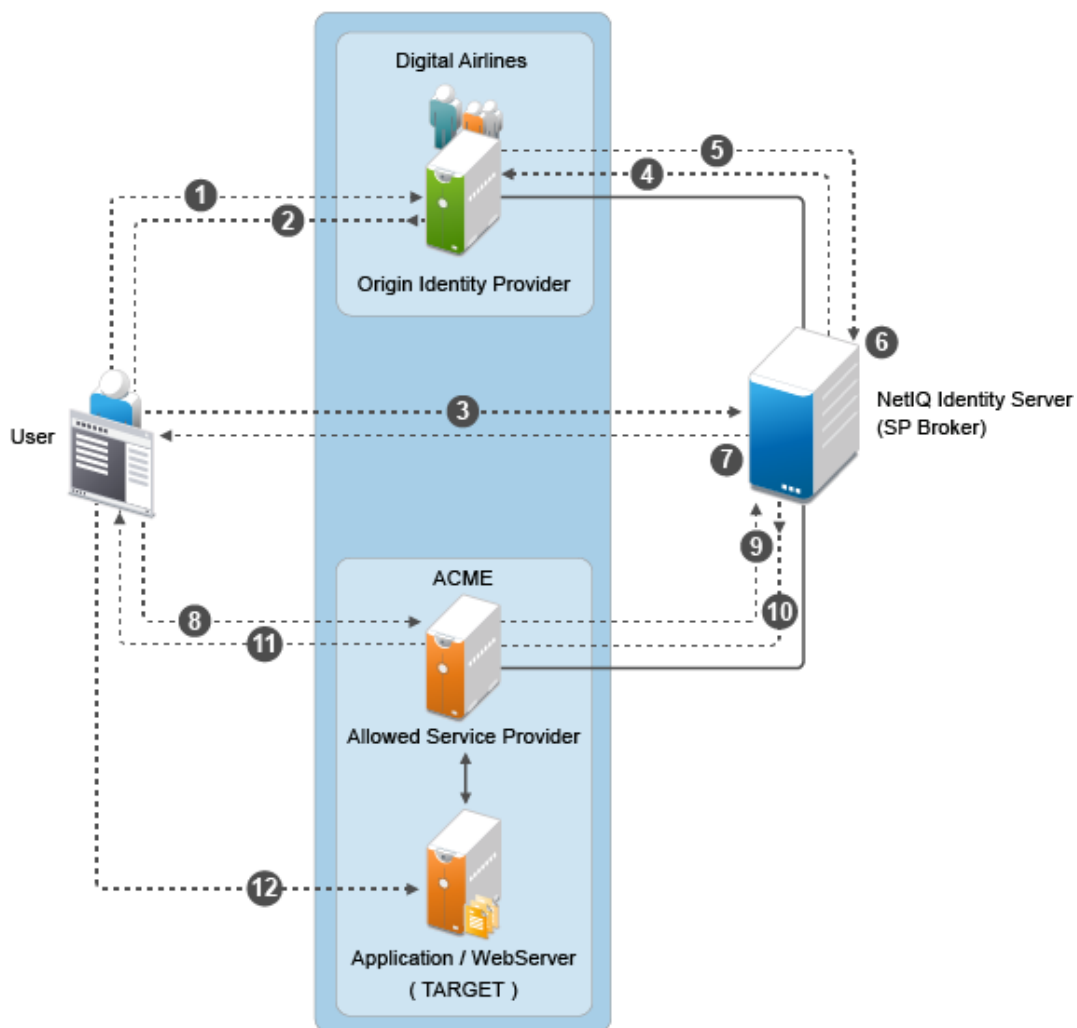 Digital Airlines
5
4
1
2
Origin Identity Provider
6
NetIQ Identity Server
(SP Broker)
3
User
7
9
ACME
10
8
11
Allowed Service Provider
12
Application / WebServer
( TARGET )